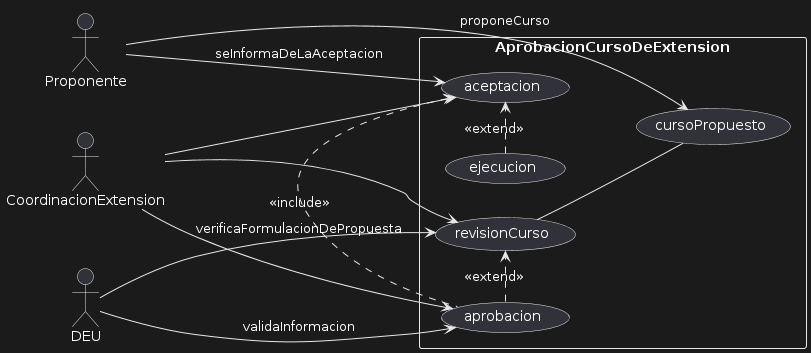 proponeCurso
AprobacionCursoDeExtension
seInformaDeLaAceptacion
Proponente
aceptacion
cursoPropuesto
«extend»
ejecucion
CoordinacionExtension
«include»
verificaFormulacionDePropuesta
revisionCurso
«extend»
aprobacion
validaInformacion
DEU